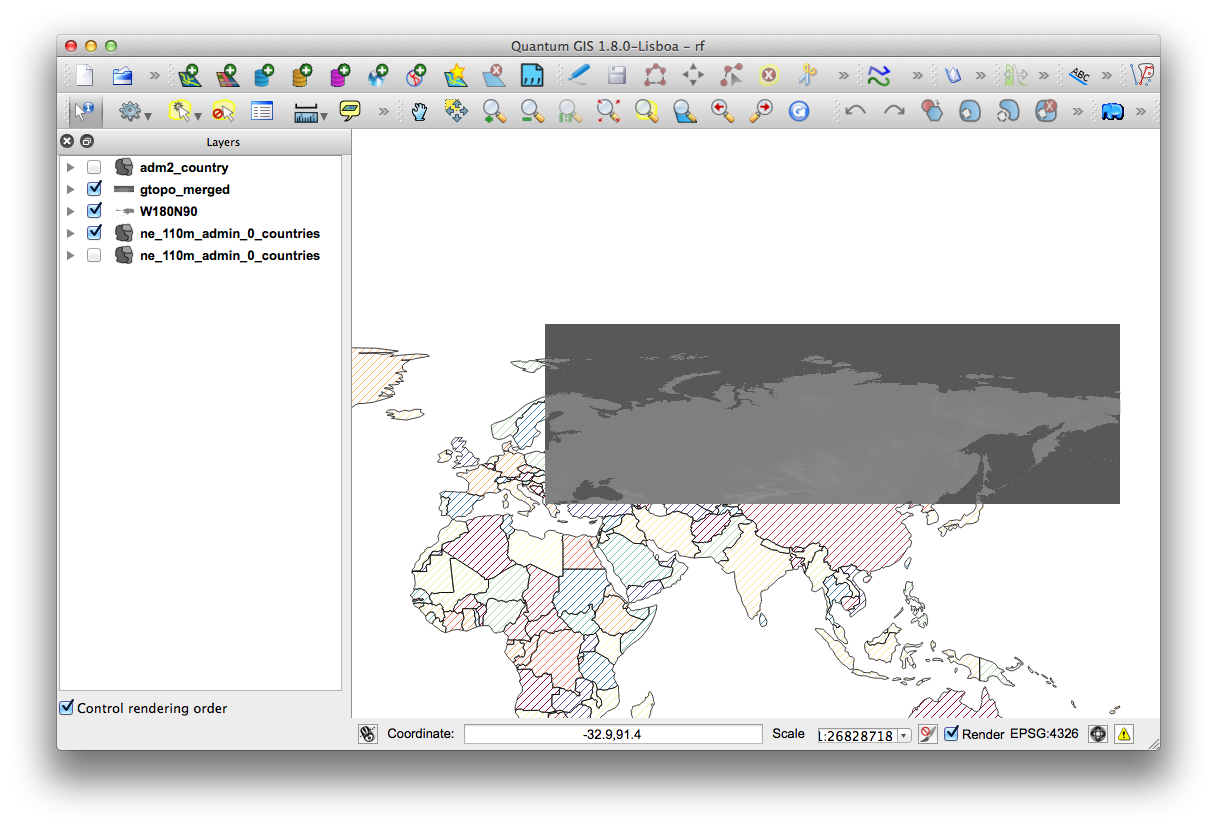 Quantum GIS 1.8.0-Lisboa - rf
ABC
Layers
adm2_country
gtopo_merged
W180N90
ne_110m_admin_0_countries
ne_110m_admin_0_countries
Control rendering order
Coordinate: -32.9,91.4 Scale 1:26828718 Render EPSG:4326